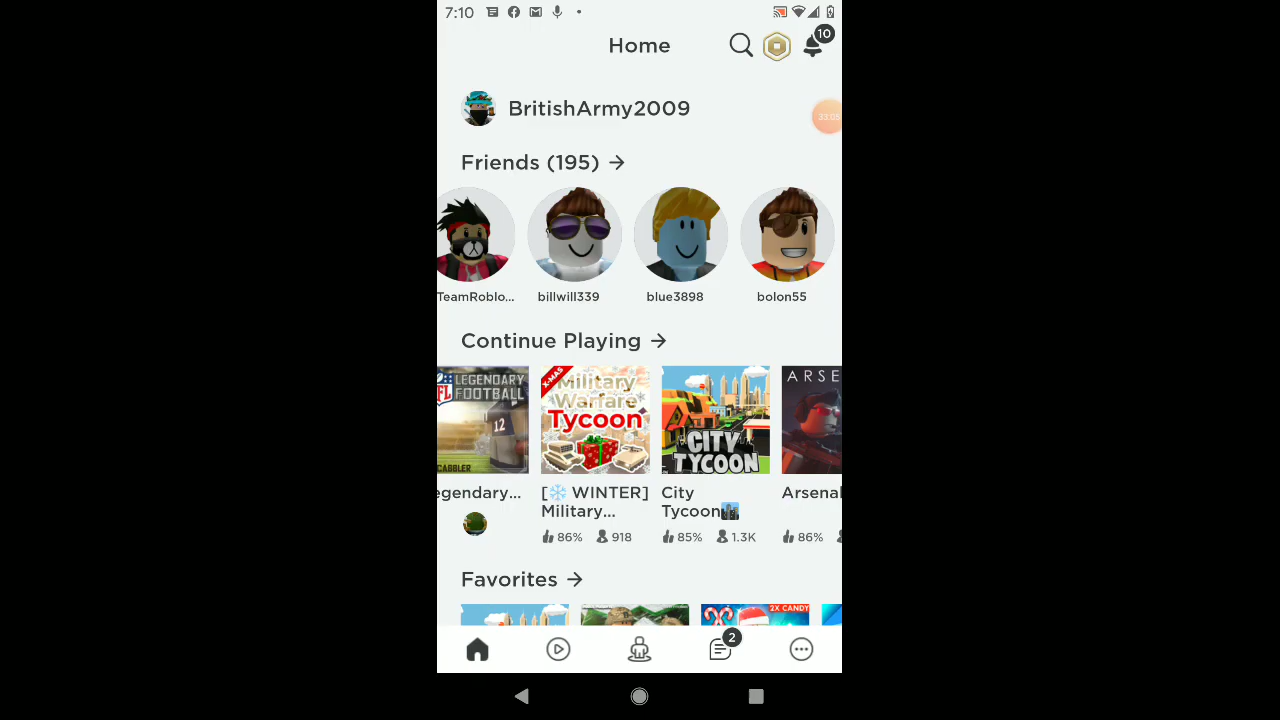 7:10
Home
10
BritishArmy2009
Friends (195) →
TeamRoblo...
billwill339
blue3898
bolon55
Continue Playing →
LEGENDARY
FOOTBALL
12
CABBLER
X-MAS
Military
Warfare
Tycoon
CITY
TYCOON
ARSE
egendary...
[❄ WINTER]
Military...
86%
918
City
Tycoon
85%
1.3K
Arsenal
86%
Favorites →
2X CANDY
2